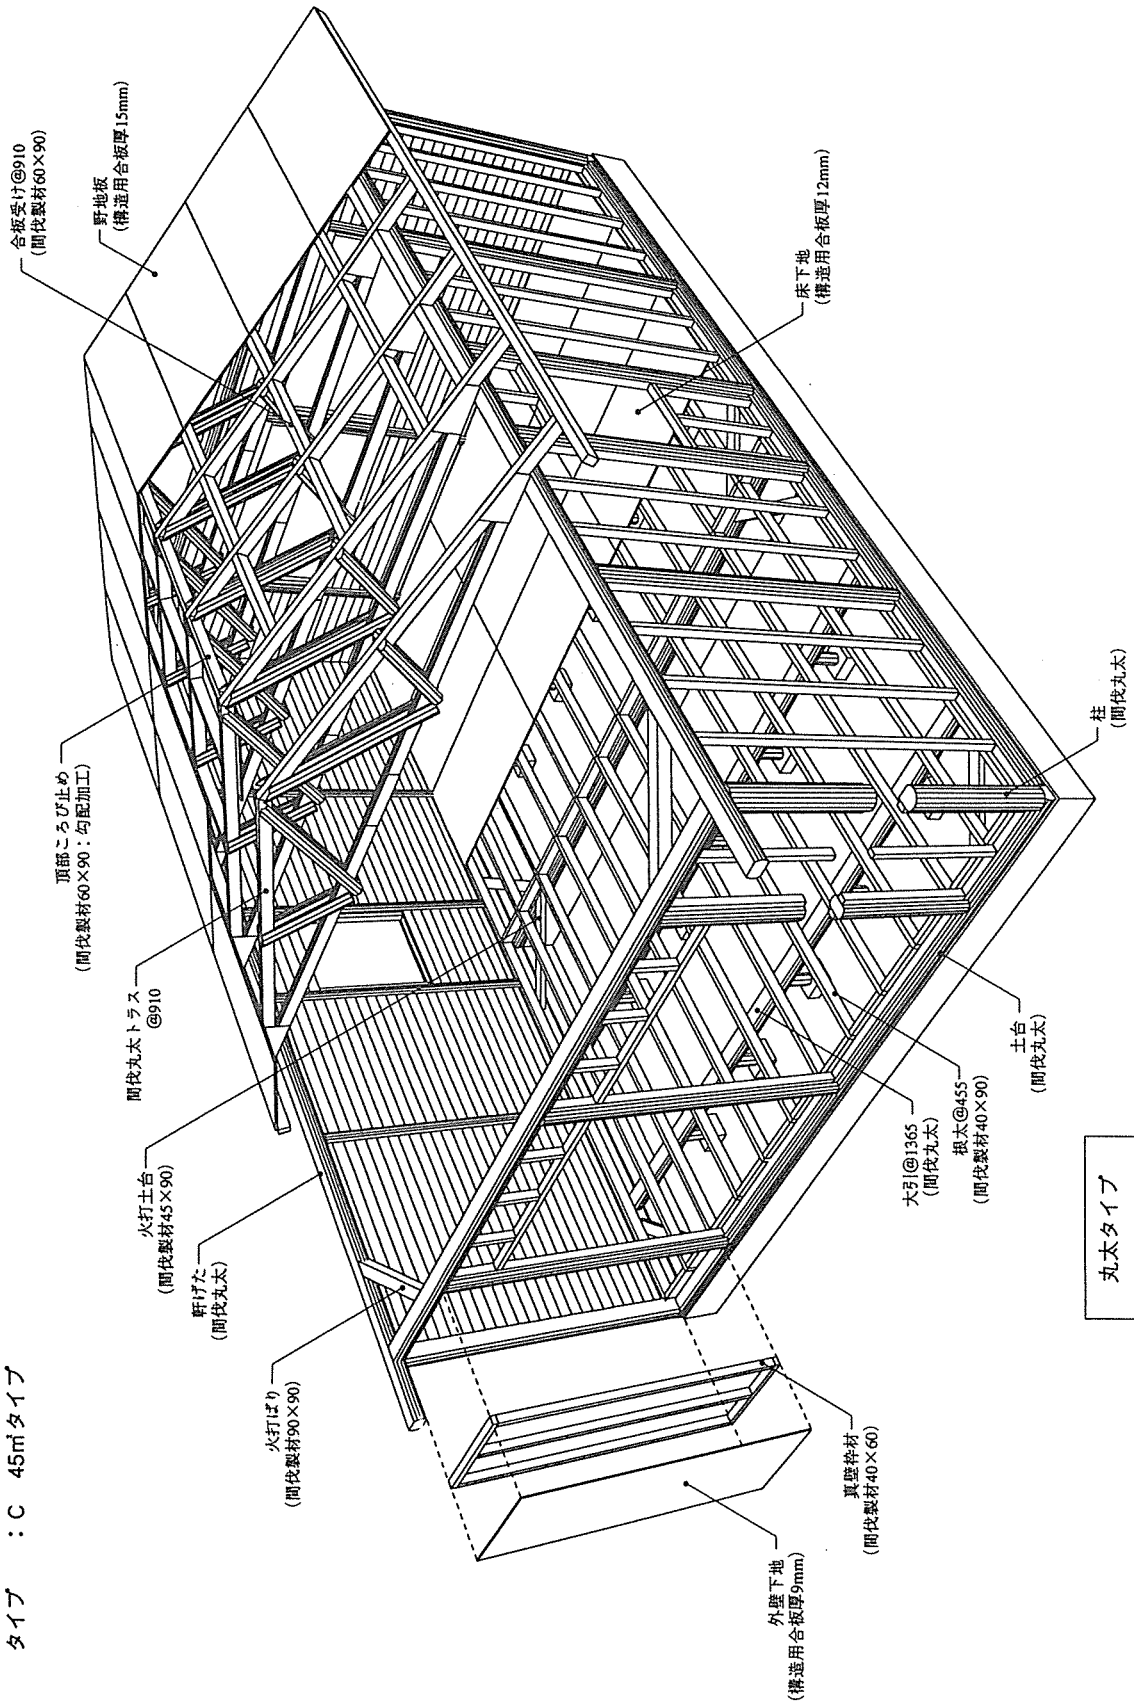 タイプ : C 45㎡タイプ
外壁下地
(構造用合板厚9mm)
真壁枠材
(間伐製材40×60)
火打ばり
(間伐製材90×90)
軒げた
(間伐丸太)
火打土台
(間伐製材45×90)
間伐丸太トラス
@910
頂部ころび止め
(間伐製材60×90：勾配加工)
合板受け@910
(間伐製材60×90)
野地板
(構造用合板厚15mm)
床下地
(構造用合板厚12mm)
柱
(間伐丸太)
土台
(間伐丸太)
大引@1365
(間伐丸太)
根太@455
(間伐製材40×90)
丸太タイプ